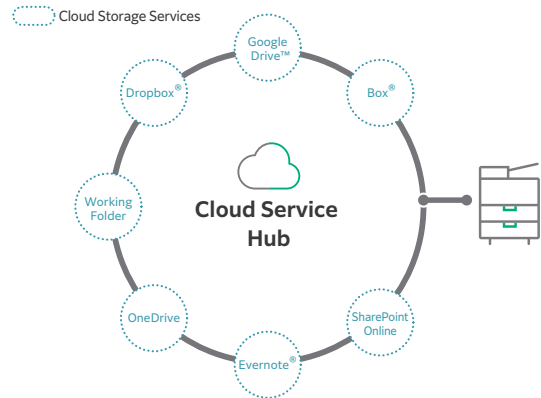 Cloud Storage Services
Google
Drive™
Dropbox®
Box®
Working
Folder
Cloud Service
Hub
OneDrive
SharePoint
Online
Evernote®